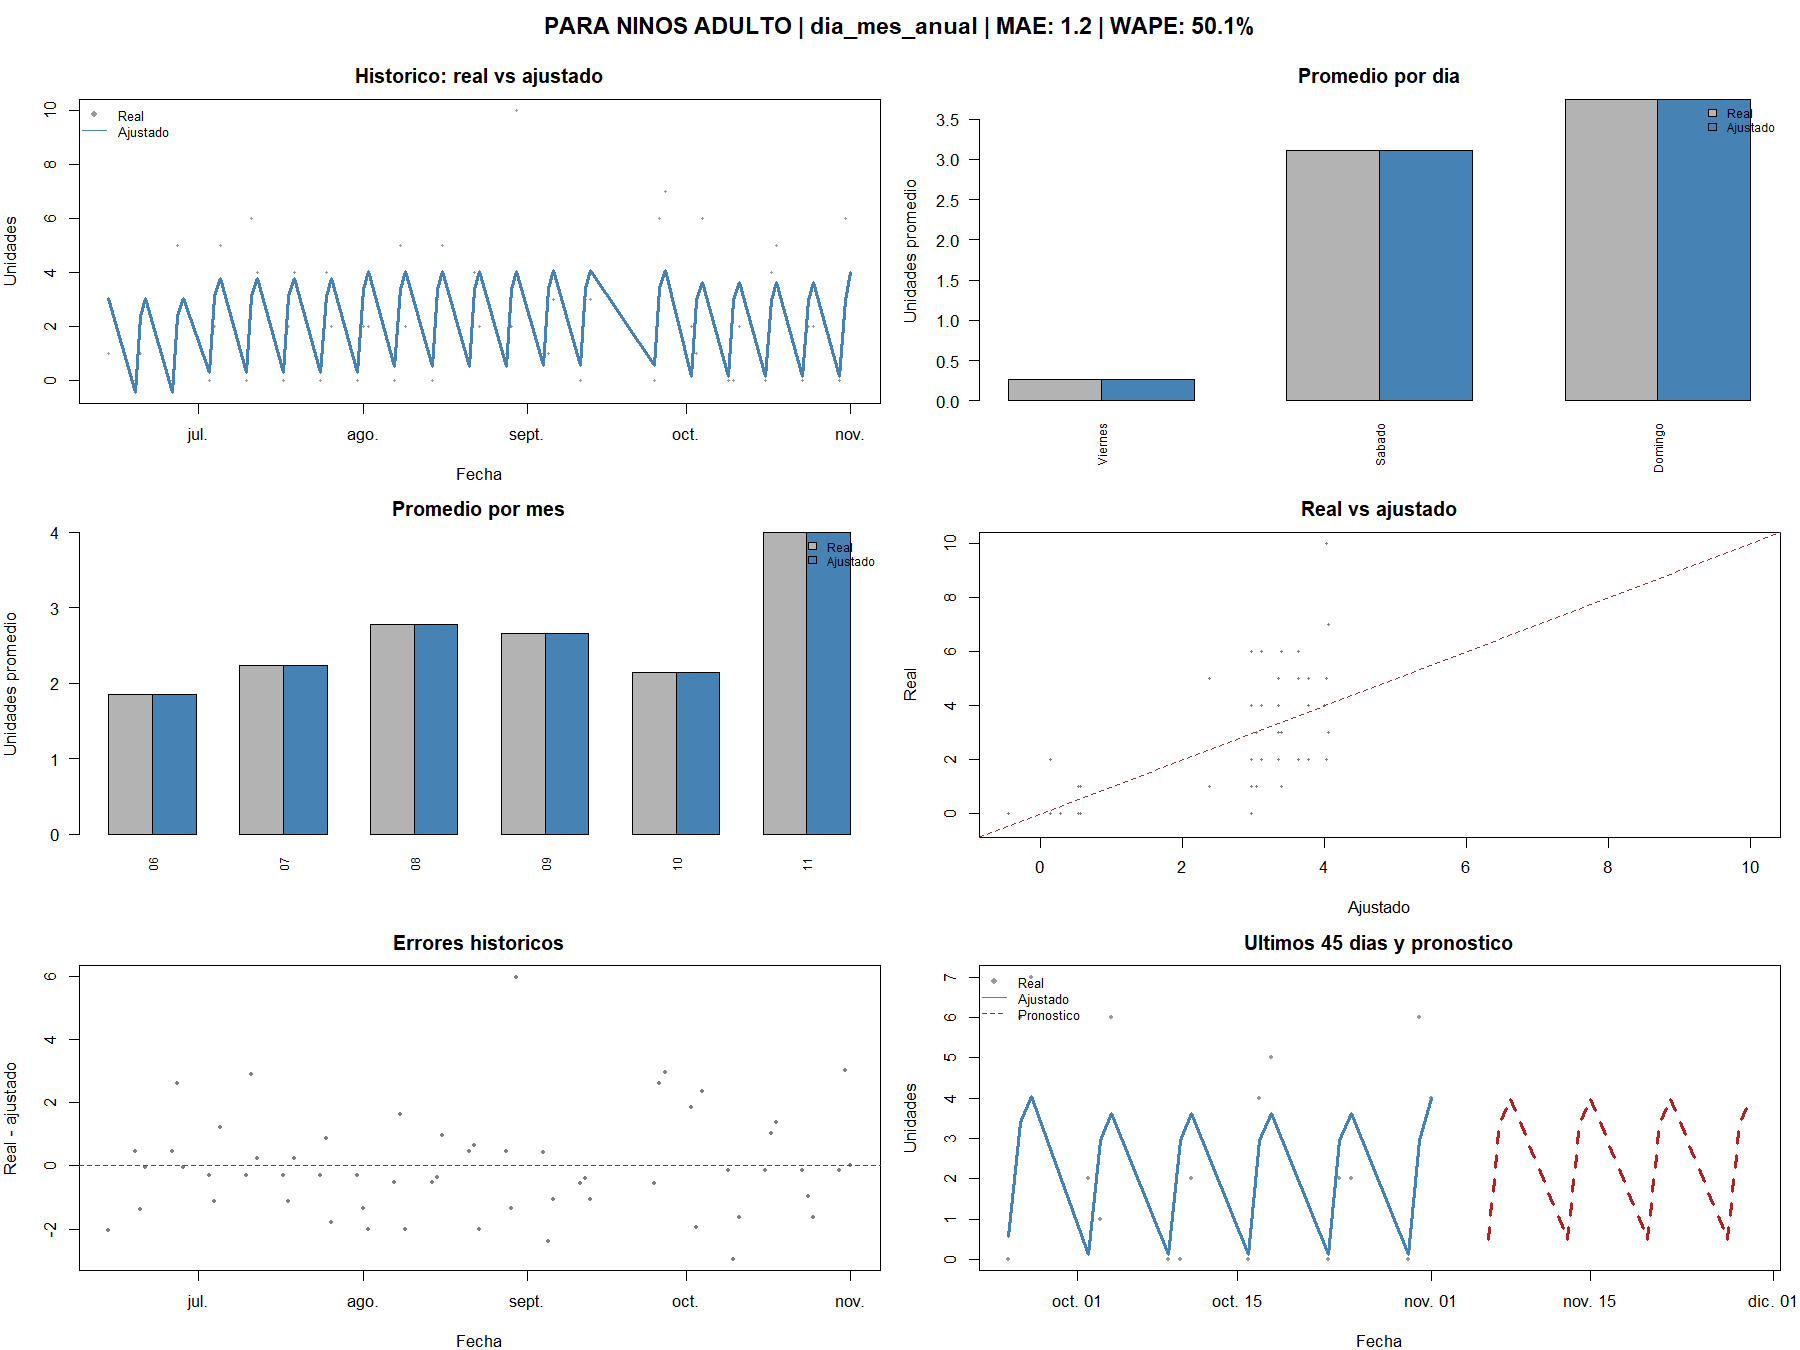 PARA NINOS ADULTO | dia_mes_anual | MAE: 1.2 | WAPE: 50.1%
Historico: real vs ajustado
Real
Ajustado
Unidades
0 2 4 6 8 10
jul. ago. sept. oct. nov.
Fecha
Promedio por dia
Real
Ajustado
Unidades promedio
0.0 0.5 1.0 1.5 2.0 2.5 3.0 3.5
Viernes Sabado Domingo
Promedio por mes
Real
Ajustado
Unidades promedio
0 1 2 3 4
06 07 08 09 10 11
Real vs ajustado
Real
0 2 4 6 8 10
0 2 4 6 8 10
Ajustado
Errores historicos
Real - ajustado
-2 0 2 4 6
jul. ago. sept. oct. nov.
Fecha
Ultimos 45 dias y pronostico
Real
Ajustado
Pronostico
Unidades
0 1 2 3 4 5 6 7
oct. 01 oct. 15 nov. 01 nov. 15 dic. 01
Fecha